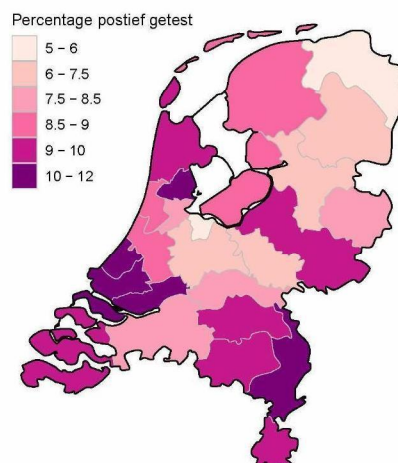 Percentage postief getest
5 – 6
6 – 7.5
7.5 – 8.5
8.5 – 9
9 – 10
10 – 12